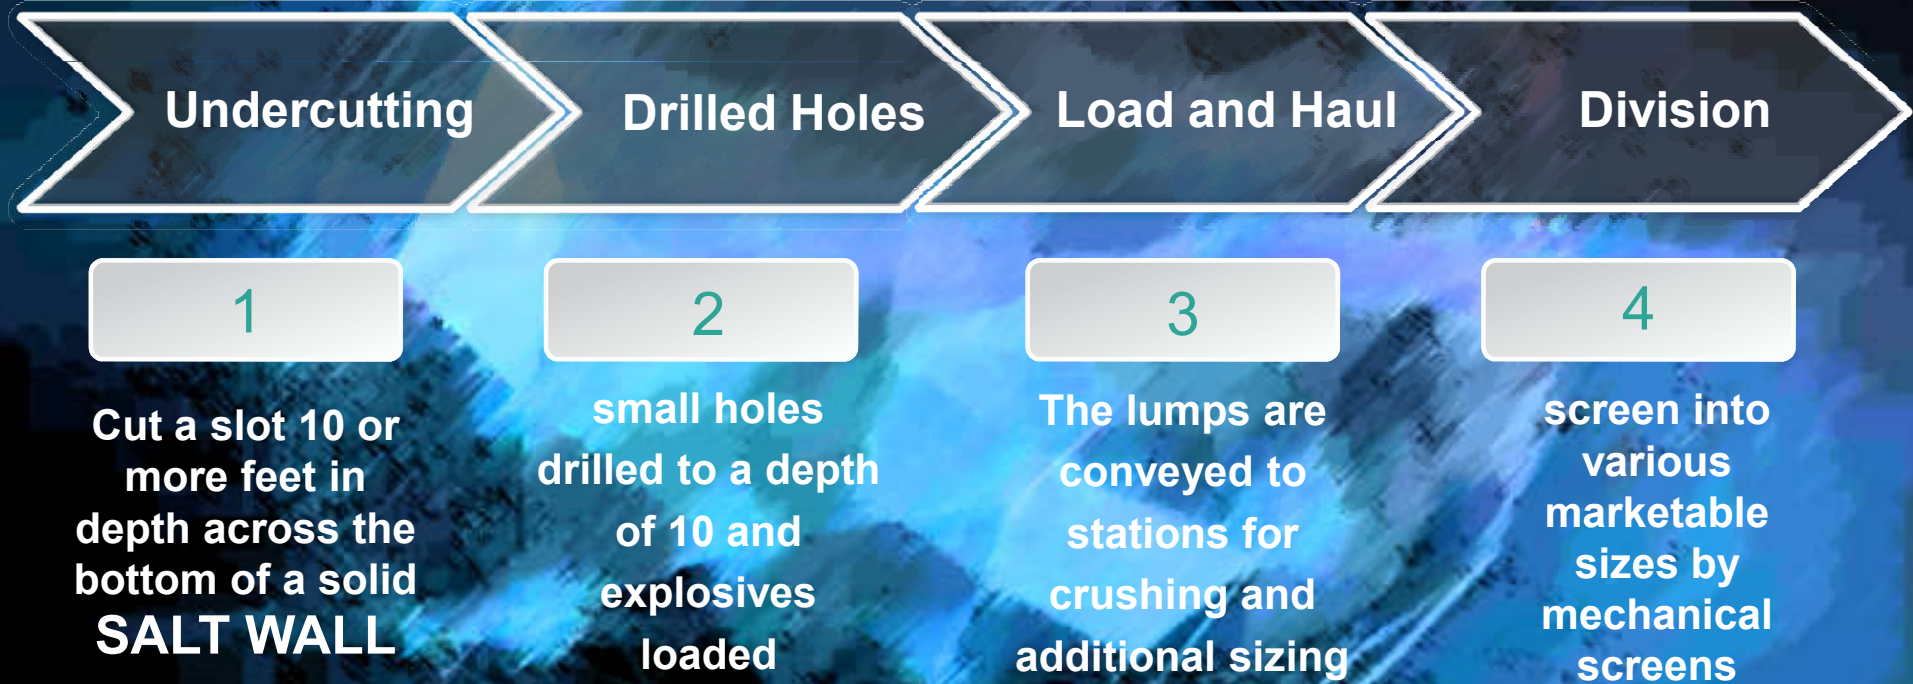 Undercutting
Drilled Holes
Load and Haul
Division
1
Cut a slot 10 or
more feet in
depth across the
bottom of a solid
SALT WALL
2
small holes
drilled to a depth
of 10 and
explosives
loaded
3
The lumps are
conveyed to
stations for
crushing and
additional sizing
4
screen into
various
marketable
sizes by
mechanical
screens